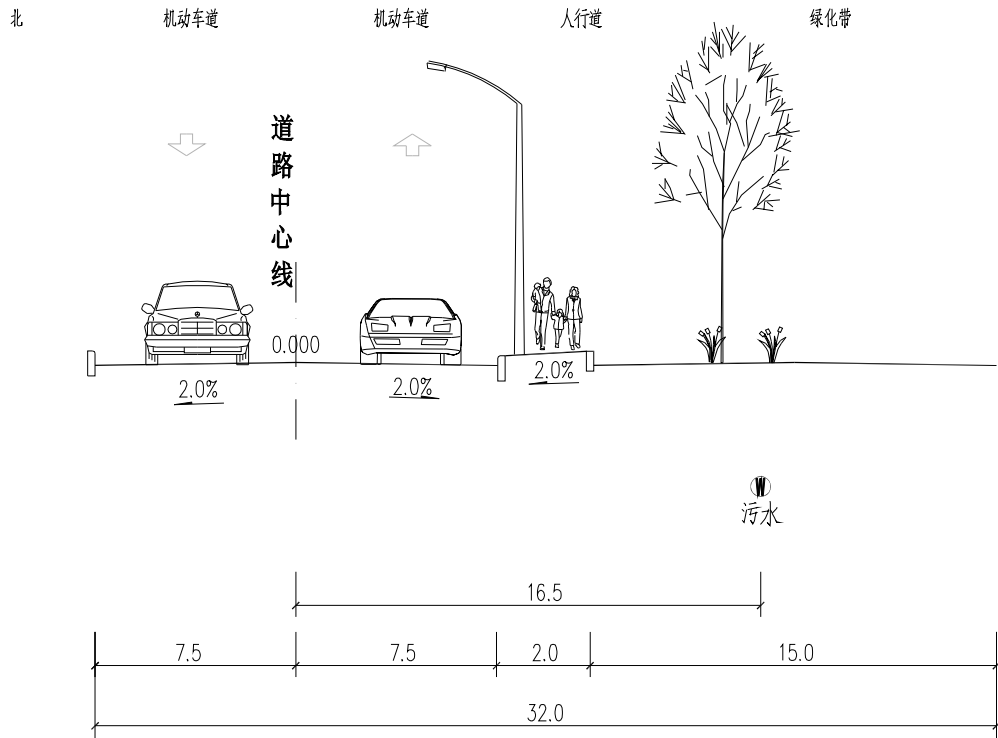 北 机动车道 机动车道 人行道 绿化带
道路中心线
0.000
2.0% 2.0% 2.0%
W
污水
16.5
7.5 7.5 2.0 15.0
32.0